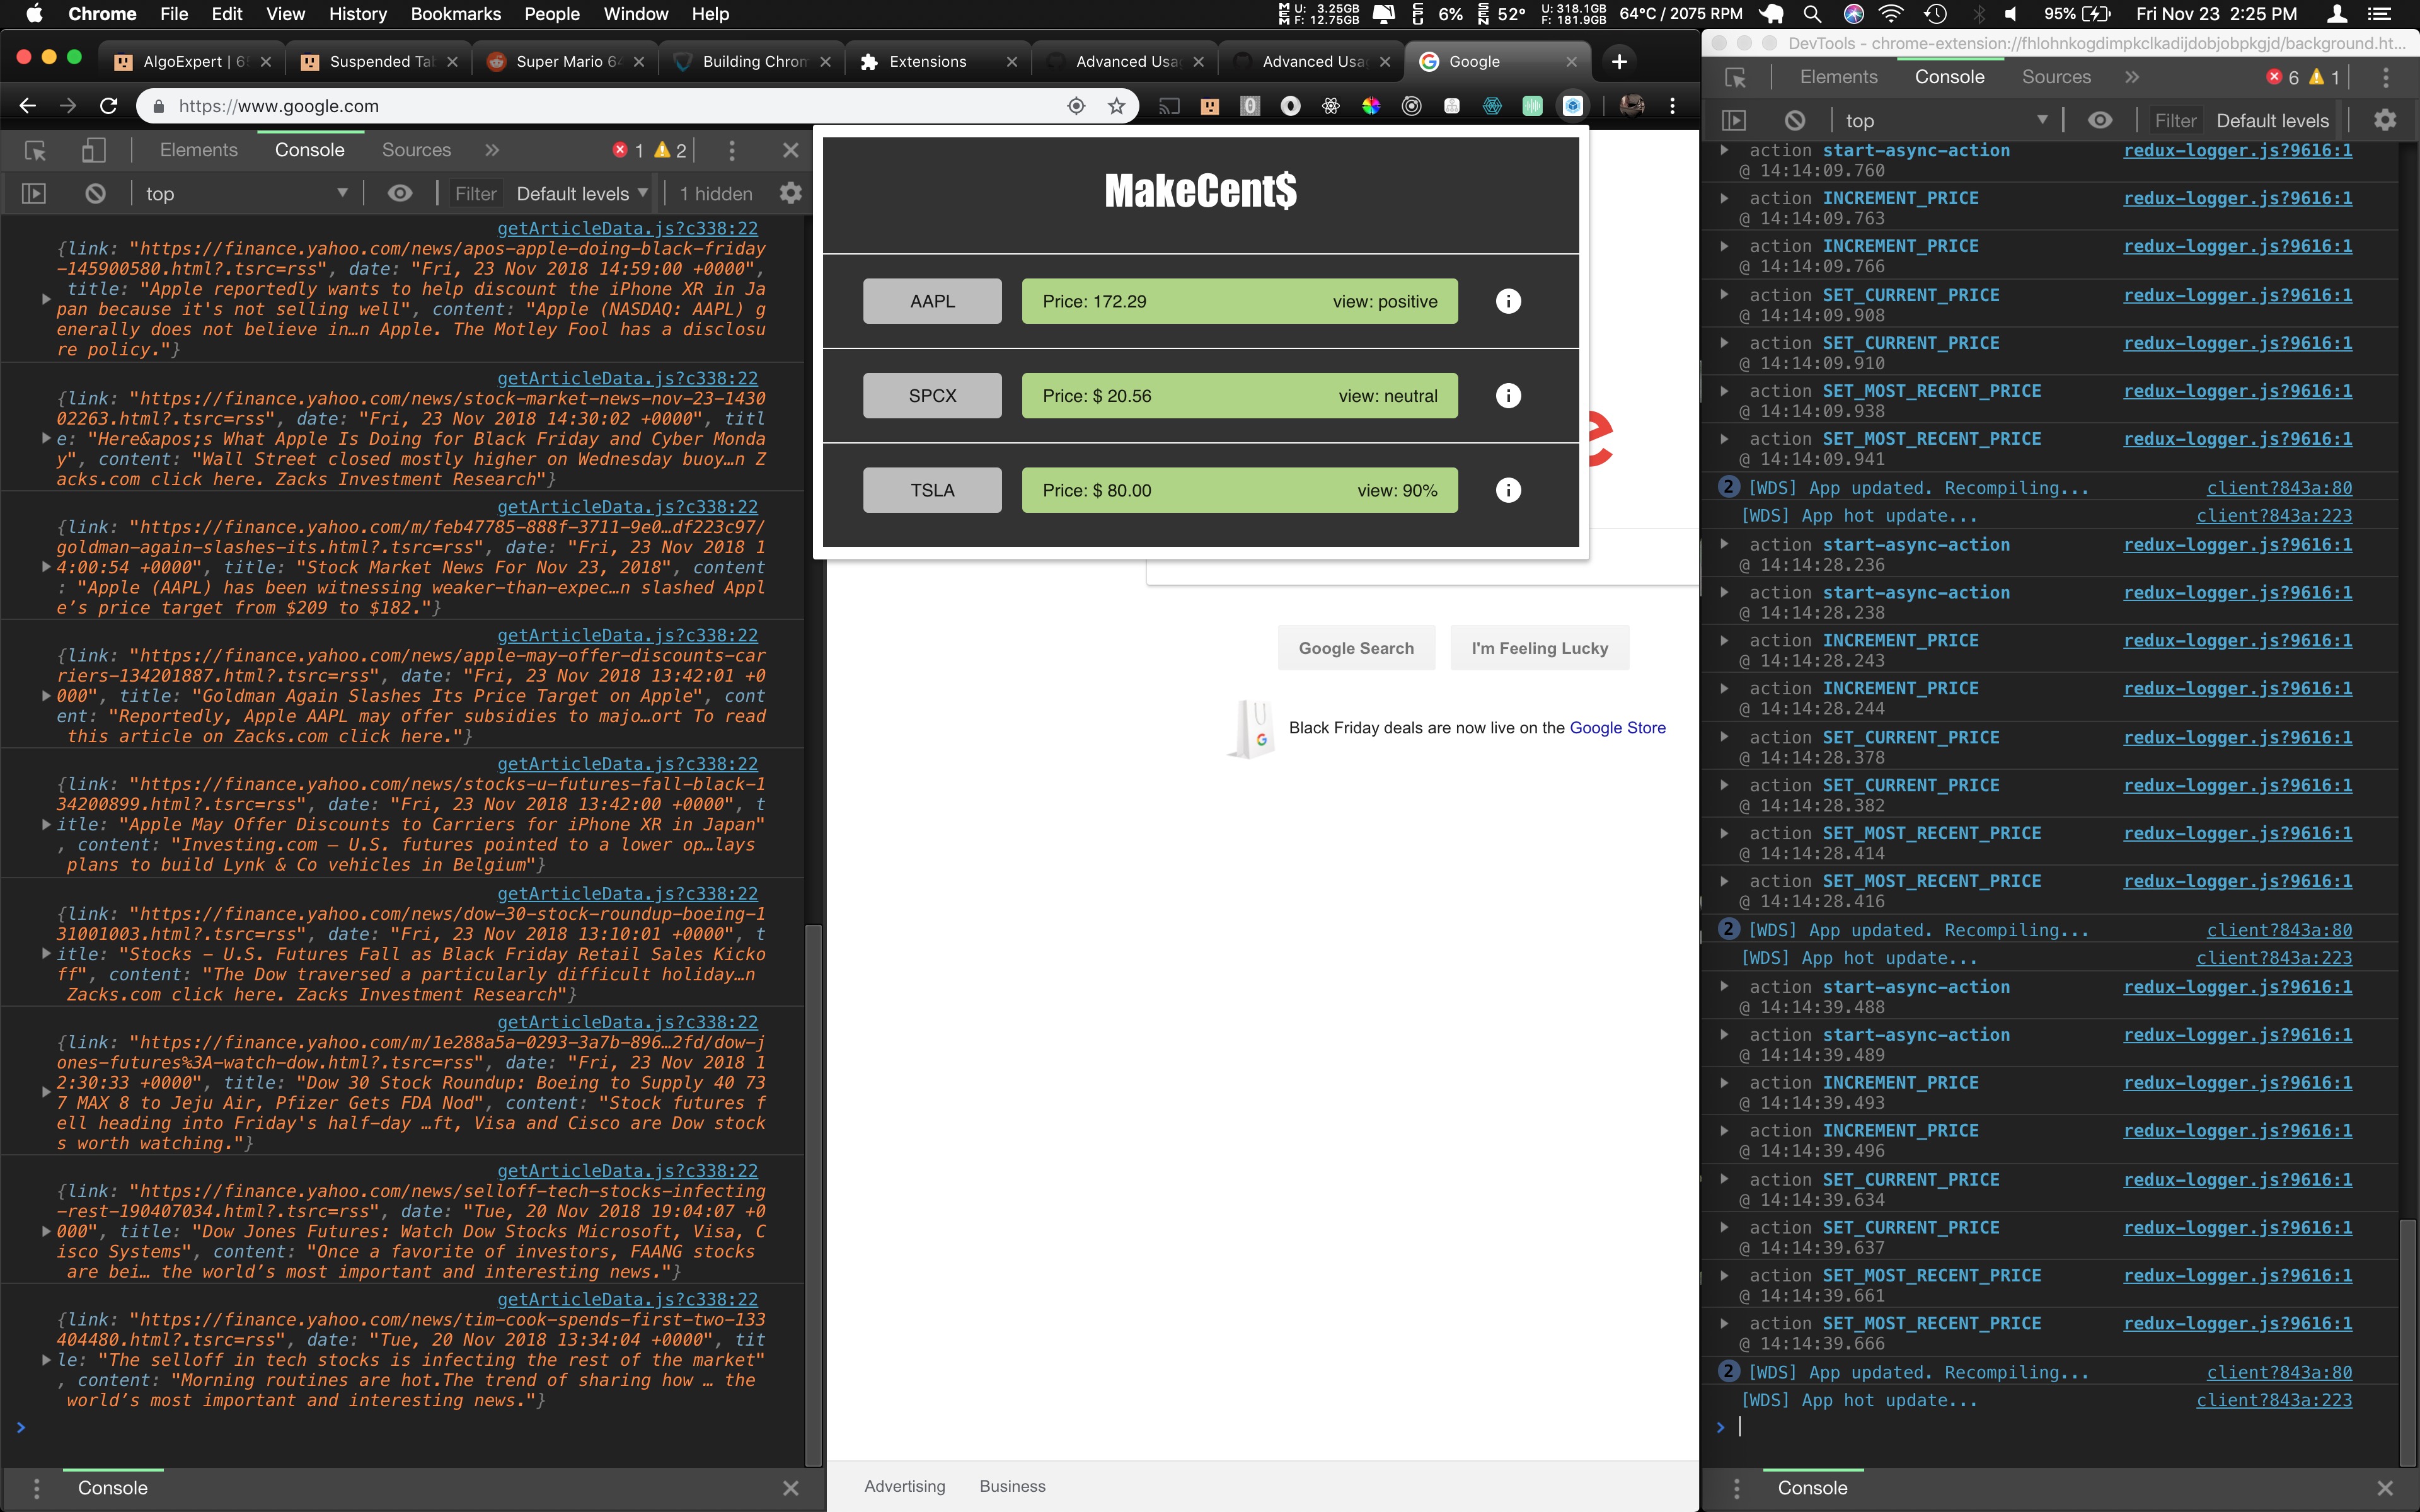 Chrome File Edit View History Bookmarks People Window Help
MEM U: 3.25GB F: 12.75GB CPU 6% SEN 52° U: 318.1GB F: 181.9GB 64°C / 2075 RPM 95% Fri Nov 23 2:25 PM
AlgoExpert | 6 Suspended Ta Super Mario 6 Building Chrom Extensions Advanced Usa Advanced Usa Google
https://www.google.com
Elements Console Sources 1 2
top Filter Default levels 1 hidden
getArticleData.js?c338:22
{link: "https://finance.yahoo.com/news/apos-apple-doing-black-friday
-145900580.html?.tsrc=rss", date: "Fri, 23 Nov 2018 14:59:00 +0000",
title: "Apple reportedly wants to help discount the iPhone XR in Ja
pan because it's not selling well", content: "Apple (NASDAQ: AAPL) g
enerally does not believe in…n Apple. The Motley Fool has a disclosu
re policy."}
getArticleData.js?c338:22
{link: "https://finance.yahoo.com/news/stock-market-news-nov-23-1430
02263.html?.tsrc=rss", date: "Fri, 23 Nov 2018 14:30:02 +0000", titl
e: "Here&apos;s What Apple Is Doing for Black Friday and Cyber Monda
y", content: "Wall Street closed mostly higher on Wednesday buoy…n Z
acks.com click here. Zacks Investment Research"}
getArticleData.js?c338:22
{link: "https://finance.yahoo.com/m/feb47785-888f-3711-9e0…df223c97/
goldman-again-slashes-its.html?.tsrc=rss", date: "Fri, 23 Nov 2018 1
4:00:54 +0000", title: "Stock Market News For Nov 23, 2018", content
: "Apple (AAPL) has been witnessing weaker-than-expec…n slashed Appl
e’s price target from $209 to $182."}
getArticleData.js?c338:22
{link: "https://finance.yahoo.com/news/apple-may-offer-discounts-car
riers-134201887.html?.tsrc=rss", date: "Fri, 23 Nov 2018 13:42:01 +0
000", title: "Goldman Again Slashes Its Price Target on Apple", cont
ent: "Reportedly, Apple AAPL may offer subsidies to majo…ort To read
this article on Zacks.com click here."}
getArticleData.js?c338:22
{link: "https://finance.yahoo.com/news/stocks-u-futures-fall-black-1
34200899.html?.tsrc=rss", date: "Fri, 23 Nov 2018 13:42:00 +0000", t
itle: "Apple May Offer Discounts to Carriers for iPhone XR in Japan"
, content: "Investing.com – U.S. futures pointed to a lower op…lays
plans to build Lynk & Co vehicles in Belgium"}
getArticleData.js?c338:22
{link: "https://finance.yahoo.com/news/dow-30-stock-roundup-boeing-1
31001003.html?.tsrc=rss", date: "Fri, 23 Nov 2018 13:10:01 +0000", t
itle: "Stocks – U.S. Futures Fall as Black Friday Retail Sales Kicko
ff", content: "The Dow traversed a particularly difficult holiday…n
Zacks.com click here. Zacks Investment Research"}
getArticleData.js?c338:22
{link: "https://finance.yahoo.com/m/1e288a5a-0293-3a7b-896…2fd/dow-j
ones-futures%3A-watch-dow.html?.tsrc=rss", date: "Fri, 23 Nov 2018 1
2:30:33 +0000", title: "Dow 30 Stock Roundup: Boeing to Supply 40 73
7 MAX 8 to Jeju Air, Pfizer Gets FDA Nod", content: "Stock futures f
ell heading into Friday's half-day …ft, Visa and Cisco are Dow stock
s worth watching."}
getArticleData.js?c338:22
{link: "https://finance.yahoo.com/news/selloff-tech-stocks-infecting
-rest-190407034.html?.tsrc=rss", date: "Tue, 20 Nov 2018 19:04:07 +0
000", title: "Dow Jones Futures: Watch Dow Stocks Microsoft, Visa, C
isco Systems", content: "Once a favorite of investors, FAANG stocks
are bei… the world’s most important and interesting news."}
getArticleData.js?c338:22
{link: "https://finance.yahoo.com/news/tim-cook-spends-first-two-133
404480.html?.tsrc=rss", date: "Tue, 20 Nov 2018 13:34:04 +0000", tit
le: "The selloff in tech stocks is infecting the rest of the market"
, content: "Morning routines are hot.The trend of sharing how … the
world’s most important and interesting news."}
Console
MakeCent$
AAPL Price: 172.29 view: positive
SPCX Price: $ 20.56 view: neutral
TSLA Price: $ 80.00 view: 90%
e
Google Search I'm Feeling Lucky
Black Friday deals are now live on the Google Store
Advertising Business
DevTools - chrome-extension://fhlohnkogdimpkclkadijdobjobpkgjd/background.ht...
Elements Console Sources 6 1
top Filter Default levels
action start-async-action redux-logger.js?9616:1
@ 14:14:09.760
action INCREMENT_PRICE redux-logger.js?9616:1
@ 14:14:09.763
action INCREMENT_PRICE redux-logger.js?9616:1
@ 14:14:09.766
action SET_CURRENT_PRICE redux-logger.js?9616:1
@ 14:14:09.908
action SET_CURRENT_PRICE redux-logger.js?9616:1
@ 14:14:09.910
action SET_MOST_RECENT_PRICE redux-logger.js?9616:1
@ 14:14:09.938
action SET_MOST_RECENT_PRICE redux-logger.js?9616:1
@ 14:14:09.941
2 [WDS] App updated. Recompiling... client?843a:80
[WDS] App hot update... client?843a:223
action start-async-action redux-logger.js?9616:1
@ 14:14:28.236
action start-async-action redux-logger.js?9616:1
@ 14:14:28.238
action INCREMENT_PRICE redux-logger.js?9616:1
@ 14:14:28.243
action INCREMENT_PRICE redux-logger.js?9616:1
@ 14:14:28.244
action SET_CURRENT_PRICE redux-logger.js?9616:1
@ 14:14:28.378
action SET_CURRENT_PRICE redux-logger.js?9616:1
@ 14:14:28.382
action SET_MOST_RECENT_PRICE redux-logger.js?9616:1
@ 14:14:28.414
action SET_MOST_RECENT_PRICE redux-logger.js?9616:1
@ 14:14:28.416
2 [WDS] App updated. Recompiling... client?843a:80
[WDS] App hot update... client?843a:223
action start-async-action redux-logger.js?9616:1
@ 14:14:39.488
action start-async-action redux-logger.js?9616:1
@ 14:14:39.489
action INCREMENT_PRICE redux-logger.js?9616:1
@ 14:14:39.493
action INCREMENT_PRICE redux-logger.js?9616:1
@ 14:14:39.496
action SET_CURRENT_PRICE redux-logger.js?9616:1
@ 14:14:39.634
action SET_CURRENT_PRICE redux-logger.js?9616:1
@ 14:14:39.637
action SET_MOST_RECENT_PRICE redux-logger.js?9616:1
@ 14:14:39.661
action SET_MOST_RECENT_PRICE redux-logger.js?9616:1
@ 14:14:39.666
2 [WDS] App updated. Recompiling... client?843a:80
[WDS] App hot update... client?843a:223
Console